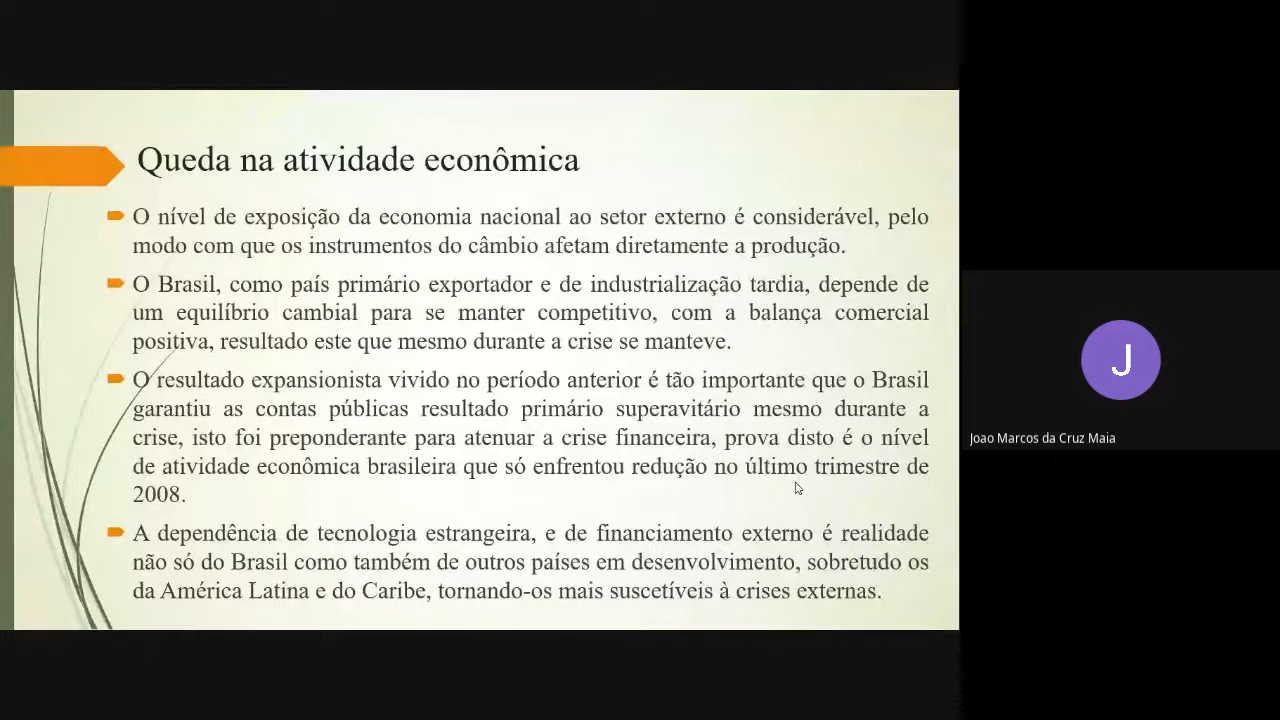 Queda na atividade econômica
O nível de exposição da economia nacional ao setor externo é considerável, pelo
modo com que os instrumentos do câmbio afetam diretamente a produção.
O Brasil, como país primário exportador e de industrialização tardia, depende de
um equilíbrio cambial para se manter competitivo, com a balança comercial
positiva, resultado este que mesmo durante a crise se manteve.
O resultado expansionista vivido no período anterior é tão importante que o Brasil
garantiu as contas públicas resultado primário superavitário mesmo durante a
crise, isto foi preponderante para atenuar a crise financeira, prova disto é o nível
de atividade econômica brasileira que só enfrentou redução no último trimestre de
2008.
A dependência de tecnologia estrangeira, e de financiamento externo é realidade
não só do Brasil como também de outros países em desenvolvimento, sobretudo os
da América Latina e do Caribe, tornando-os mais suscetíveis à crises externas.
J
Joao Marcos da Cruz Maia